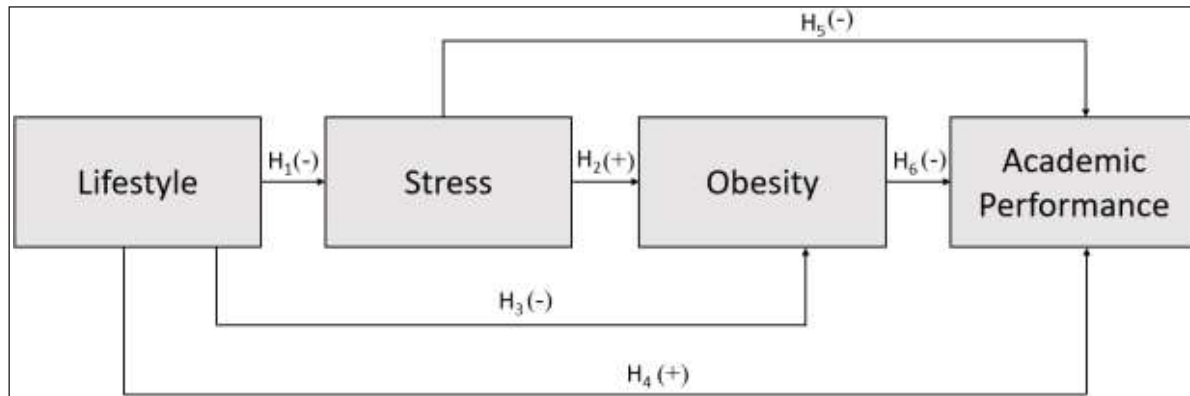 H₅(-)
Lifestyle
H₁(-)
Stress
H₂(+)
Obesity
H₆(-)
Academic
Performance
H₃(-)
H₄(+)